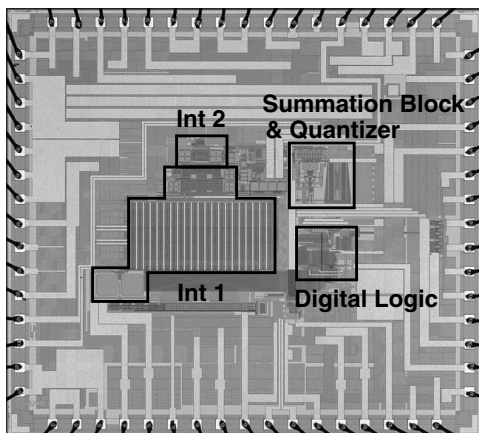 Int 2
Summation Block
& Quantizer
Int 1
Digital Logic